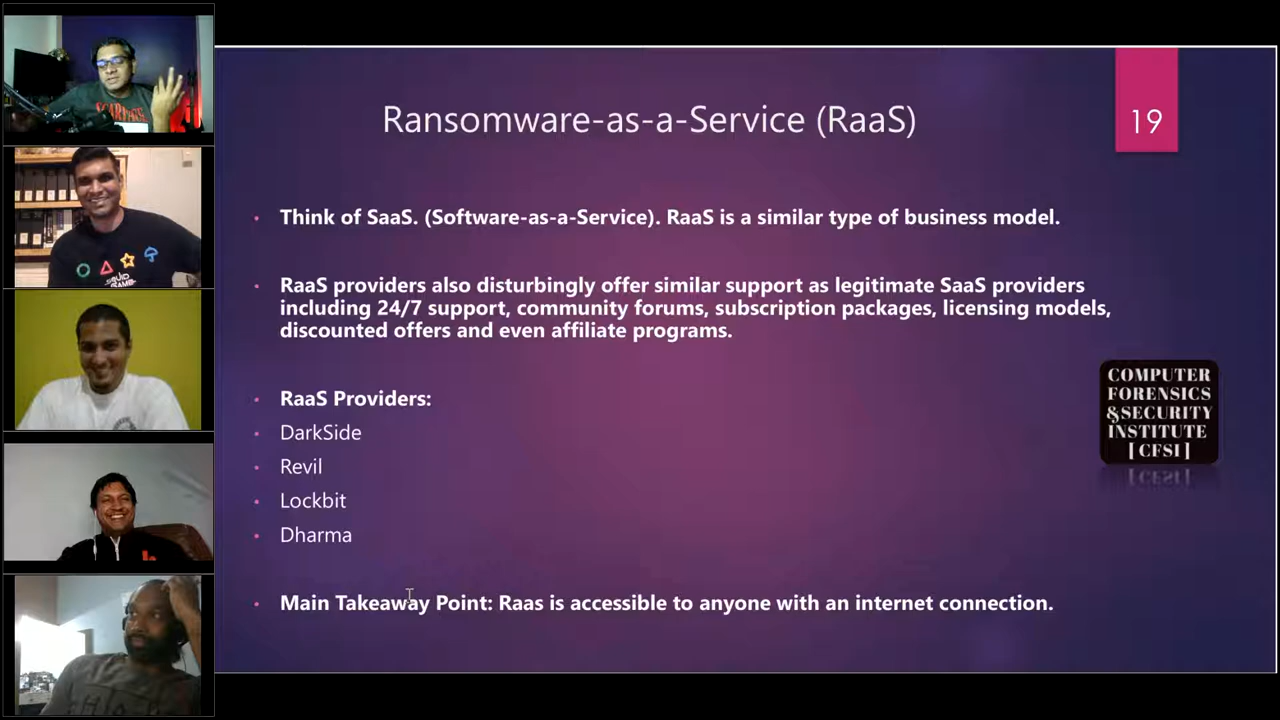 Ransomware-as-a-Service (RaaS)
19
Think of SaaS. (Software-as-a-Service). RaaS is a similar type of business model.
RaaS providers also disturbingly offer similar support as legitimate SaaS providers
including 24/7 support, community forums, subscription packages, licensing models,
discounted offers and even affiliate programs.
RaaS Providers:
DarkSide
Revil
Lockbit
Dharma
Main Takeaway Point: Raas is accessible to anyone with an internet connection.
COMPUTER
FORENSICS
&SECURITY
INSTITUTE
[CFSI]